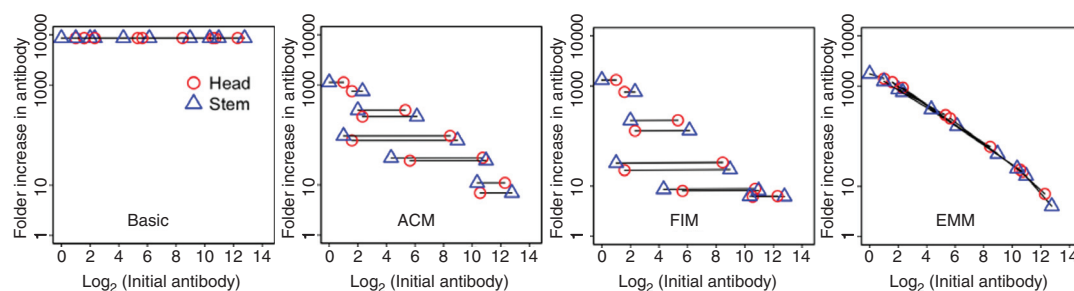 Folder increase in antibody
1 10 1000 10000
Head
Stem
Basic
0 2 4 6 8 10 12 14
Log2 (Initial antibody)
Folder increase in antibody
1 10 1000 10000
ACM
0 2 4 6 8 10 12 14
Log2 (Initial antibody)
Folder increase in antibody
1 10 1000 10000
FIM
0 2 4 6 8 10 12 14
Log2 (Initial antibody)
Folder increase in antibody
1 10 1000 10000
EMM
0 2 4 6 8 10 12 14
Log2 (Initial antibody)